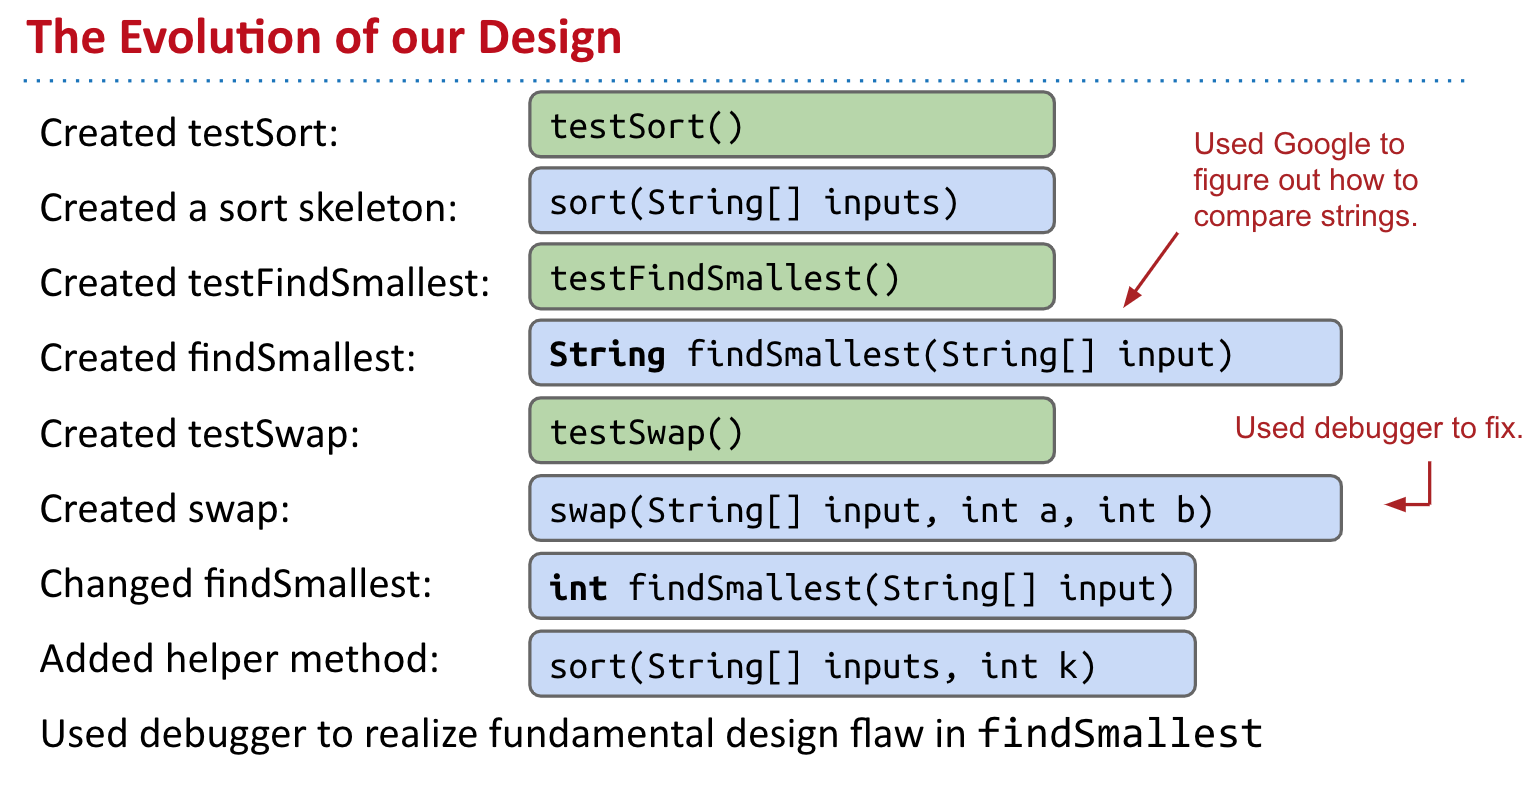 The Evolution of our Design
Created testSort:
testSort()
Created a sort skeleton:
sort(String[] inputs)
Used Google to
figure out how to
compare strings.
Created testFindSmallest:
testFindSmallest()
Created findSmallest:
String findSmallest(String[] input)
Created testSwap:
testSwap()
Used debugger to fix.
Created swap:
swap(String[] input, int a, int b)
Changed findSmallest:
int findSmallest(String[] input)
Added helper method:
sort(String[] inputs, int k)
Used debugger to realize fundamental design flaw in findSmallest